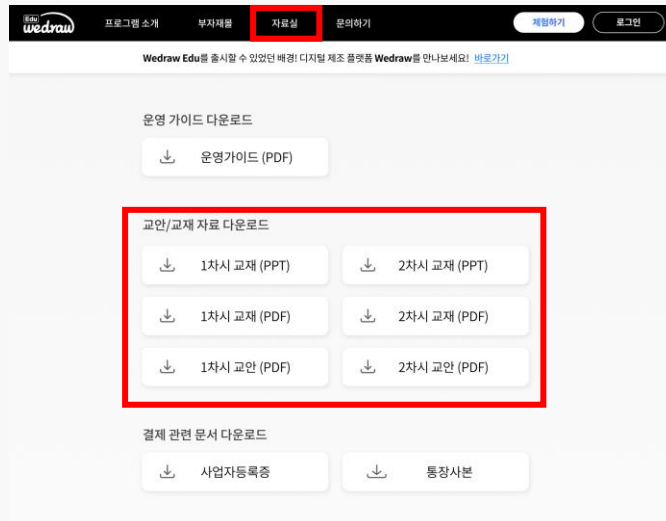 Edu
wedraw
프로그램 소개 부자재몰 자료실 문의하기 체험하기 로그인
Wedraw Edu를 출시할 수 있었던 배경! 디지털 제조 플랫폼 Wedraw를 만나보세요! 바로가기
운영 가이드 다운로드
운영가이드 (PDF)
교안/교재 자료 다운로드
1차시 교재 (PPT) 2차시 교재 (PPT)
1차시 교재 (PDF) 2차시 교재 (PDF)
1차시 교안 (PDF) 2차시 교안 (PDF)
결제 관련 문서 다운로드
사업자등록증 통장사본